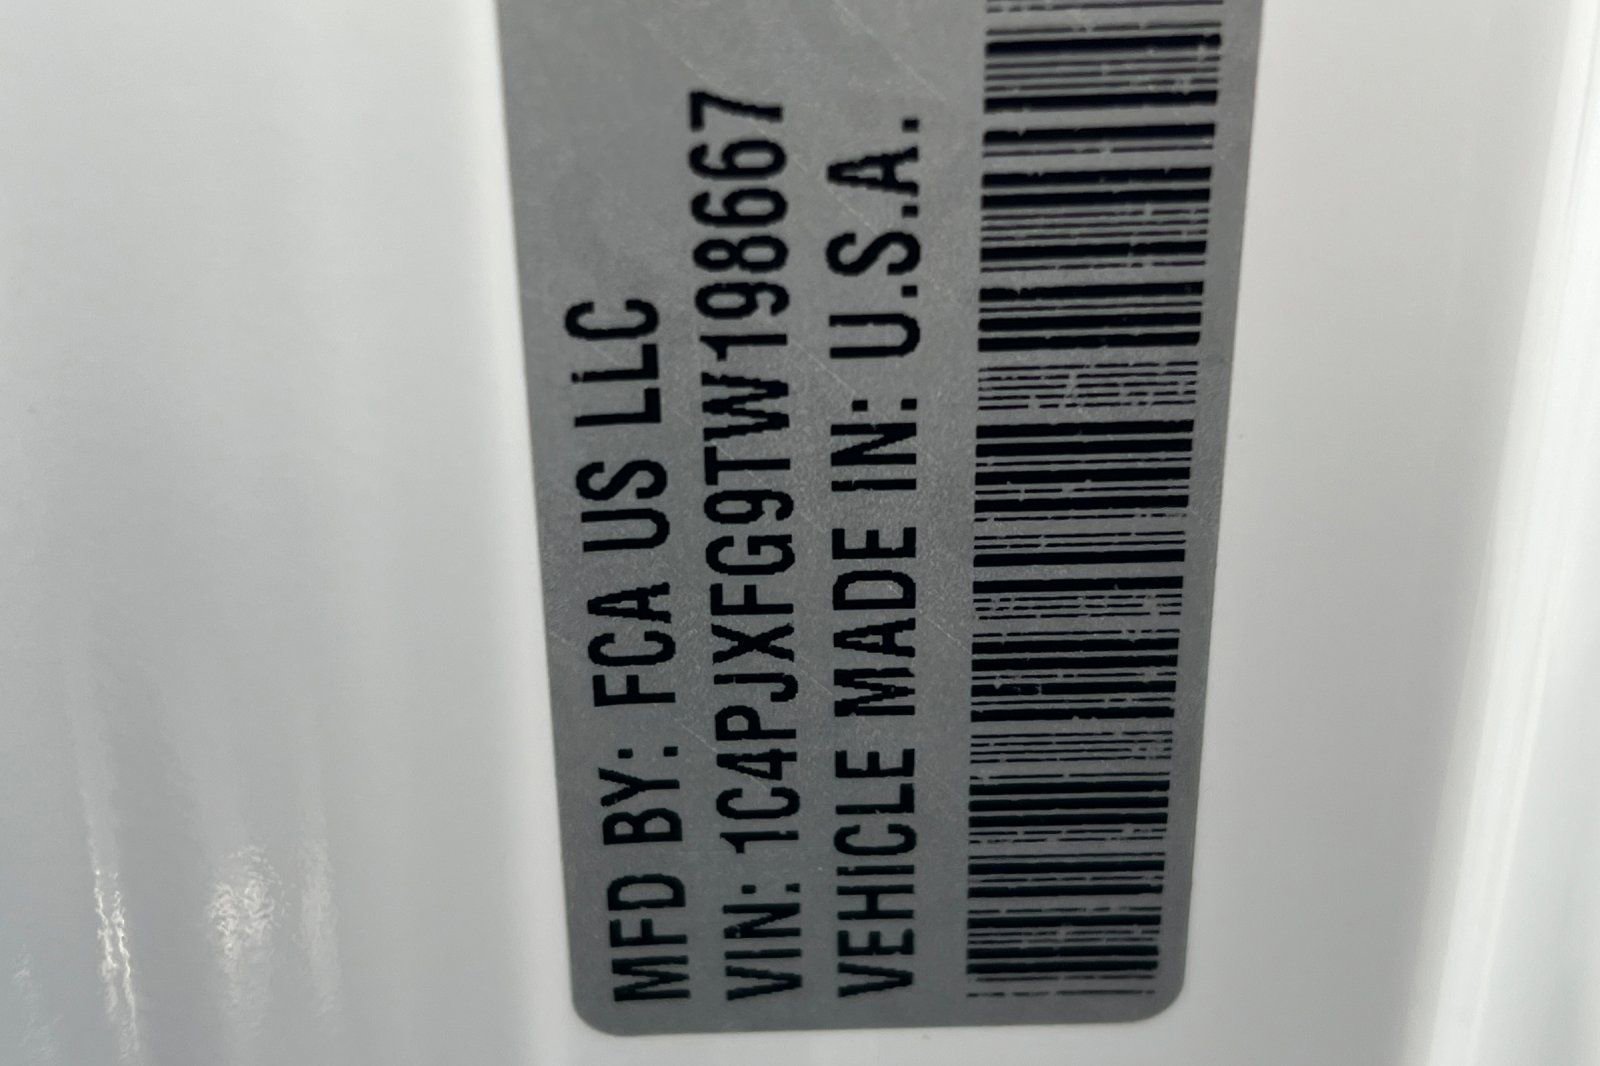 MFD BY: FCA US LLC
VIN: 1C4PJXFG9TW198667
VEHICLE MADE IN: U.S.A.